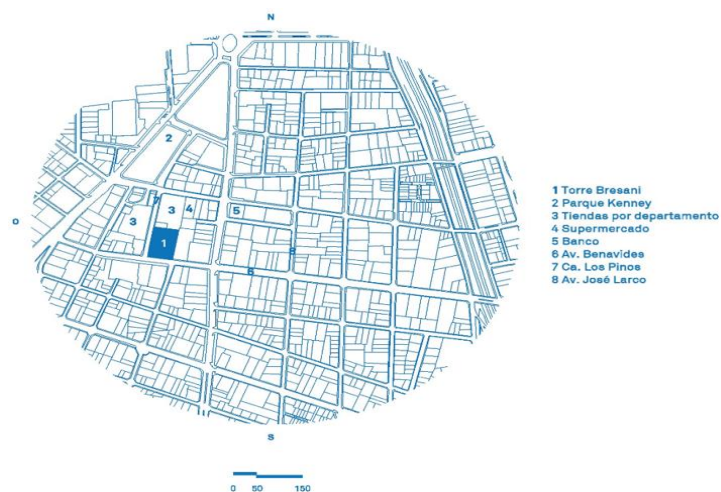 N
2
7
3
4
3
5
O
1
8
6
S
0 50 150
1 Torre Bresani
2 Parque Kenney
3 Tiendas por departamento
4 Supermercado
5 Banco
6 Av. Benavides
7 Ca. Los Pinos
8 Av. José Larco